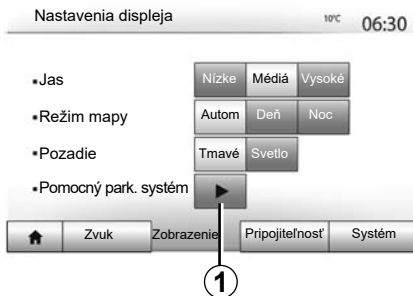 Nastavenia displeja 10°C 06:30
▪Jas Nízke Médiá Vysoké
▪Režim mapy Autom Deň Noc
▪Pozadie Tmavé Svetlo
▪Pomocný park. systém
Zvuk Zobrazenie Pripojiteľnosť Systém
1